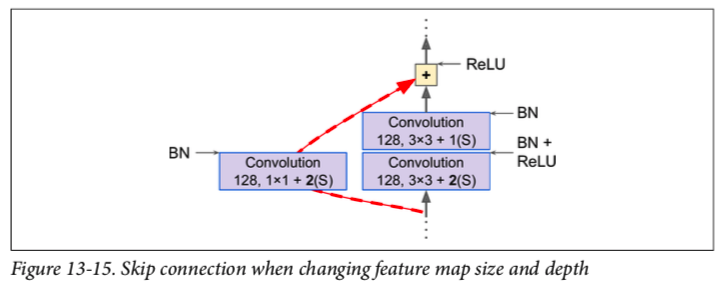 ReLU
+
BN
Convolution
128, 3×3 + 1(S)
BN +
ReLU
BN
Convolution
128, 1×1 + 2(S)
Convolution
128, 3×3 + 2(S)
Figure 13-15. Skip connection when changing feature map size and depth